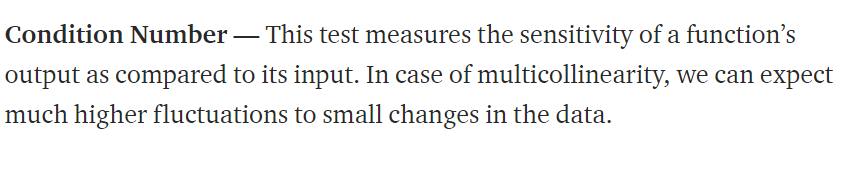 Condition Number — This test measures the sensitivity of a function’s
output as compared to its input. In case of multicollinearity, we can expect
much higher fluctuations to small changes in the data.